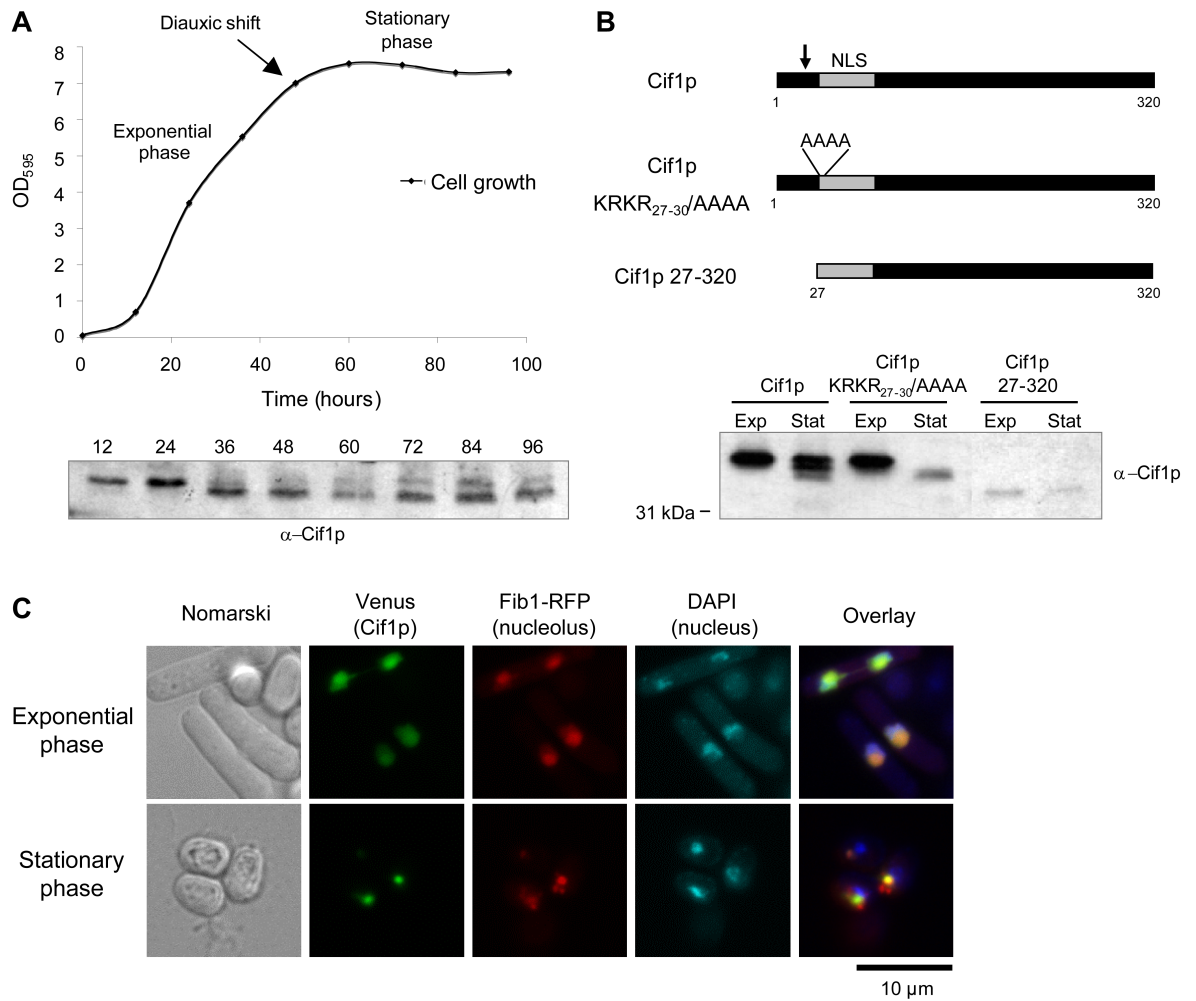 A
Diauxic shift
Stationary
phase
8
7
6
5
4
3
2
1
0
OD595
Exponential
phase
Cell growth
0 20 40 60 80 100
Time (hours)
12 24 36 48 60 72 84 96
α–Cif1p
B
NLS
Cif1p
1 320
AAAA
Cif1p
KRKR27-30/AAAA
1 320
Cif1p 27-320
27 320
Cif1p
Cif1p
KRKR27-30/AAAA
Cif1p
27-320
Exp Stat Exp Stat Exp Stat
α–Cif1p
31 kDa –
C
Nomarski
Venus
(Cif1p)
Fib1-RFP
(nucleolus)
DAPI
(nucleus)
Overlay
Exponential
phase
Stationary
phase
10 µm